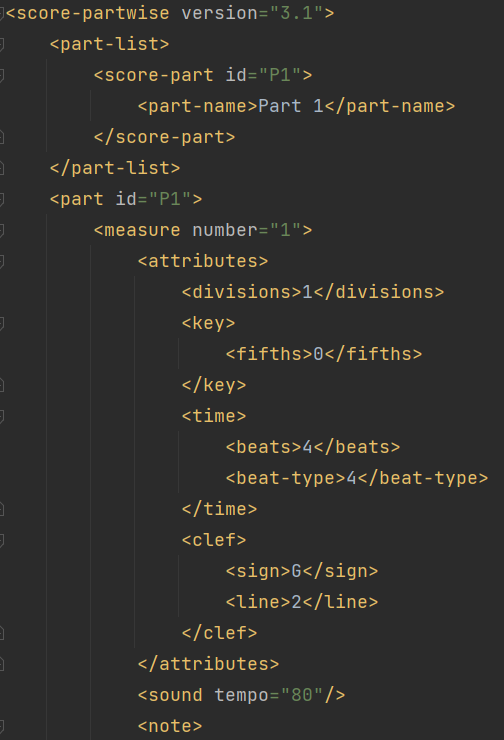 <score-partwise version="3.1">
<part-list>
<score-part id="P1">
<part-name>Part 1</part-name>
</score-part>
</part-list>
<part id="P1">
<measure number="1">
<attributes>
<divisions>1</divisions>
<key>
<fifths>0</fifths>
</key>
<time>
<beats>4</beats>
<beat-type>4</beat-type>
</time>
<clef>
<sign>G</sign>
<line>2</line>
</clef>
</attributes>
<sound tempo="80"/>
<note>